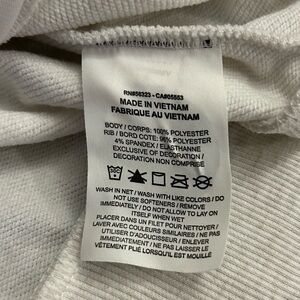 RN#58323 - CA#05553
MADE IN VIETNAM
FABRIQUE AU VIETNAM
BODY / CORPS: 100% POLYESTER
RIB / BORD COTE: 96% POLYESTER
4% SPANDEX / ELASTHANNE
EXCLUSIVE OF DECORATION /
DECORATION NON COMPRISE
WASH IN NET / WASH WITH LIKE COLORS / DO
NOT USE SOFTENERS / REMOVE
IMMEDIATELY / DO NOT ALLOW TO LAY ON
ITSELF WHEN WET
PLACER DANS UN FILET POUR NETTOYER /
LAVER AVEC COULEURS SIMILAIRES / NE PAS
UTILISER D'ADOUCISSEUR / ENLEVER
IMMÉDIATEMENT / NE PAS LAISSER LE
VÊTEMENT PLIÉ LORSQU'IL EST MOUILLÉ